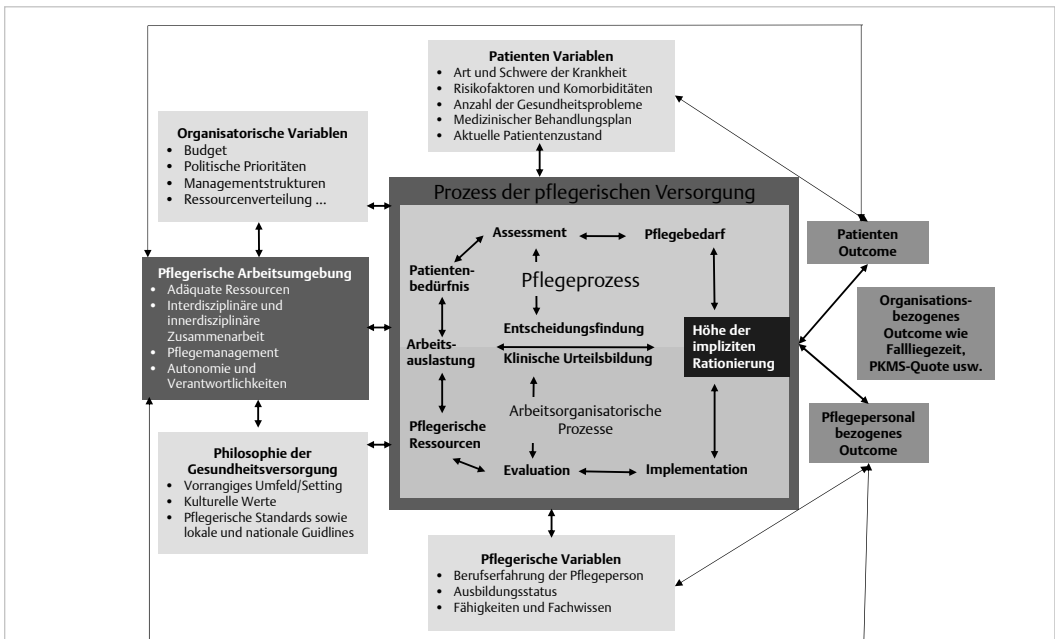 Patienten Variablen
• Art und Schwere der Krankheit
• Risikofaktoren und Komorbiditäten
• Anzahl der Gesundheitsprobleme
• Medizinischer Behandlungsplan
• Aktuelle Patientenzustand
Organisatorische Variablen
• Budget
• Politische Prioritäten
• Managementstrukturen
• Ressourcenverteilung ...
Pflegerische Arbeitsumgebung
• Adäquate Ressourcen
• Interdisziplinäre und
innerdisziplinäre
Zusammenarbeit
• Pflegemanagement
• Autonomie und
Verantwortlichkeiten
Philosophie der
Gesundheitsversorgung
• Vorrangiges Umfeld/Setting
• Kulturelle Werte
• Pflegerische Standards sowie
lokale und nationale Guidlines
Prozess der pflegerischen Versorgung
Assessment
Pflegebedarf
Patienten-
bedürfnis
Pflegeprozess
Entscheidungsfindung
Arbeits-
auslastung
Klinische Urteilsbildung
Höhe der
impliziten
Rationierung
Arbeitsorganisatorische
Prozesse
Pflegerische
Ressourcen
Evaluation
Implementation
Patienten
Outcome
Organisations-
bezogenes
Outcome wie
Fallliegezeit,
PKMS-Quote usw.
Pflegepersonal
bezogenes
Outcome
Pflegerische Variablen
• Berufserfahrung der Pflegeperson
• Ausbildungsstatus
• Fähigkeiten und Fachwissen